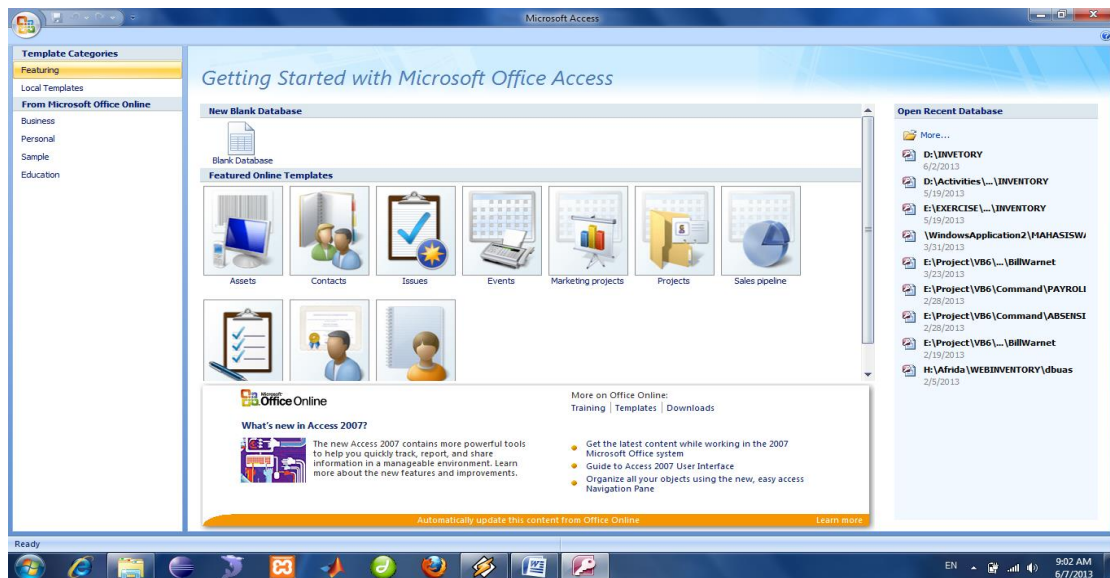 Microsoft Access
Template Categories
Featuring
Local Templates
From Microsoft Office Online
Business
Personal
Sample
Education
Getting Started with Microsoft Office Access
New Blank Database
Blank Database
Featured Online Templates
Assets
Contacts
Issues
Events
Marketing projects
Projects
Sales pipeline
Microsoft
Office Online
What's new in Access 2007?
The new Access 2007 contains more powerful tools
to help you quickly track, report, and share
information in a manageable environment. Learn
more about the new features and improvements.
More on Office Online:
Training | Templates | Downloads
Get the latest content while working in the 2007
Microsoft Office system
Guide to Access 2007 User Interface
Organize all your objects using the new, easy access
Navigation Pane
Automatically update this content from Office Online
Learn more
Open Recent Database
More...
D:\INVETORY
6/2/2013
D:\Activities\...\INVENTORY
5/19/2013
E:\EXERCISE\...\INVENTORY
5/19/2013
\WindowsApplication2\MAHASISWA
3/31/2013
E:\Project\VB6\...\BillWarnet
3/23/2013
E:\Project\VB6\Command\PAYROLL
2/28/2013
E:\Project\VB6\Command\ABSENSI
2/28/2013
E:\Project\VB6\...\BillWarnet
2/19/2013
H:\Afrida\WEBINVENTORY\dbuas
2/5/2013
Ready
EN
9:02 AM
6/7/2013